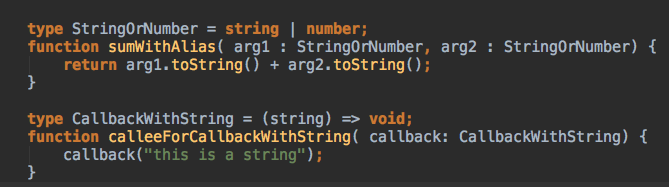 type StringOrNumber = string | number;
function sumWithAlias( arg1 : StringOrNumber, arg2 : StringOrNumber) {
    return arg1.toString() + arg2.toString();
}
type CallbackWithString = (string) => void;
function calleeForCallbackWithString( callback: CallbackWithString) {
    callback("this is a string");
}